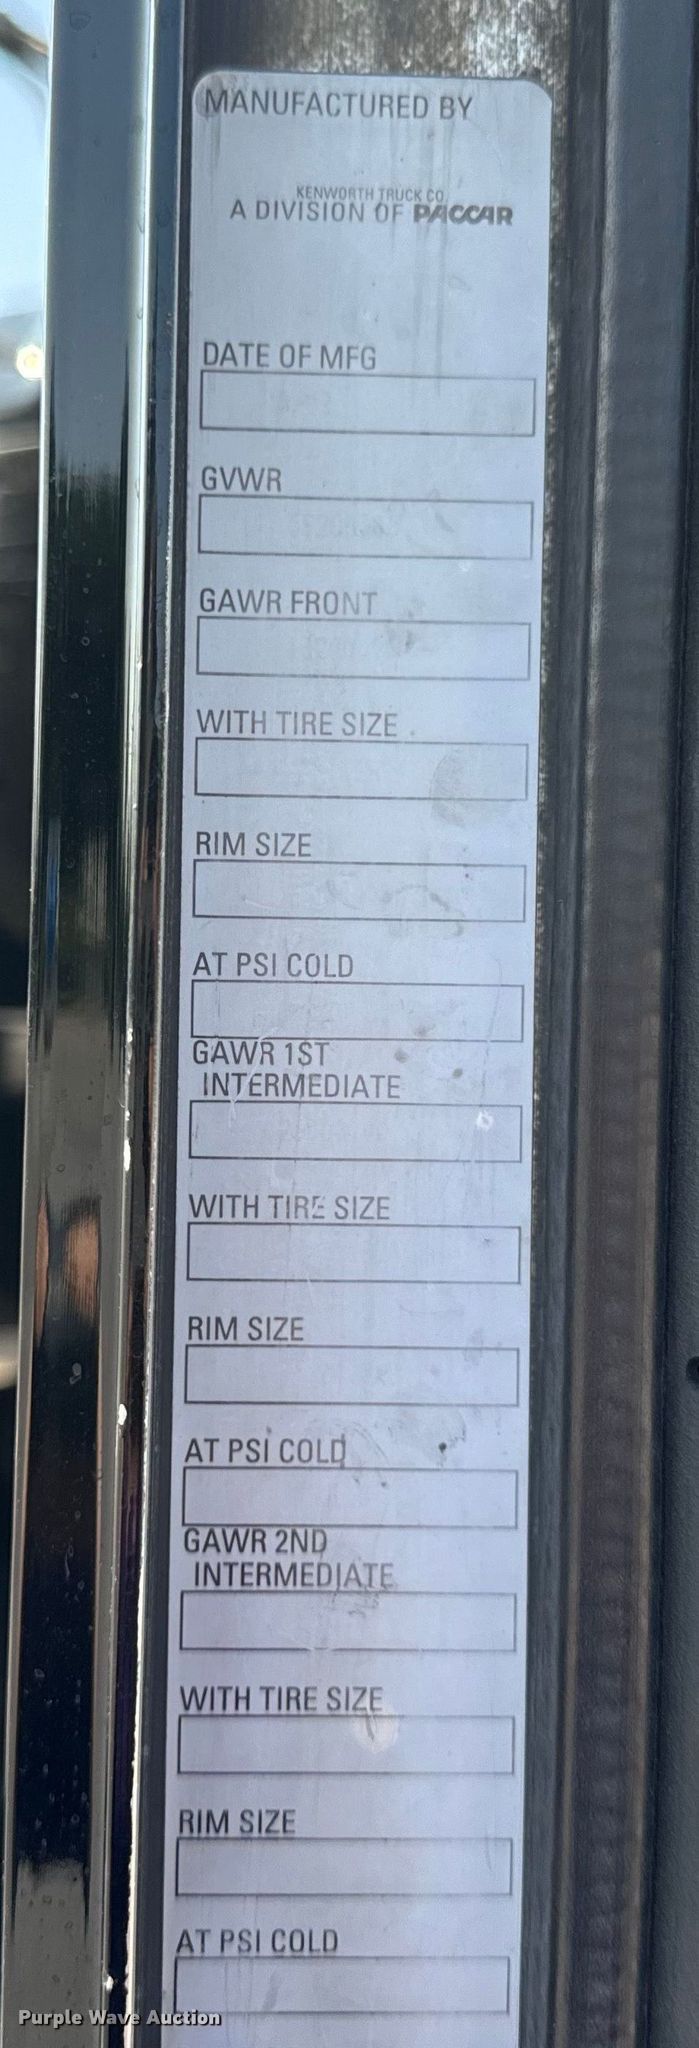 MANUFACTURED BY
KENWORTH TRUCK CO.
A DIVISION OF PACCAR
DATE OF MFG
GVWR
GAWR FRONT
WITH TIRE SIZE
RIM SIZE
AT PSI COLD
GAWR 1ST
INTERMEDIATE
WITH TIRE SIZE
RIM SIZE
AT PSI COLD
GAWR 2ND
INTERMEDIATE
WITH TIRE SIZE
RIM SIZE
AT PSI COLD
Purple Wave Auction